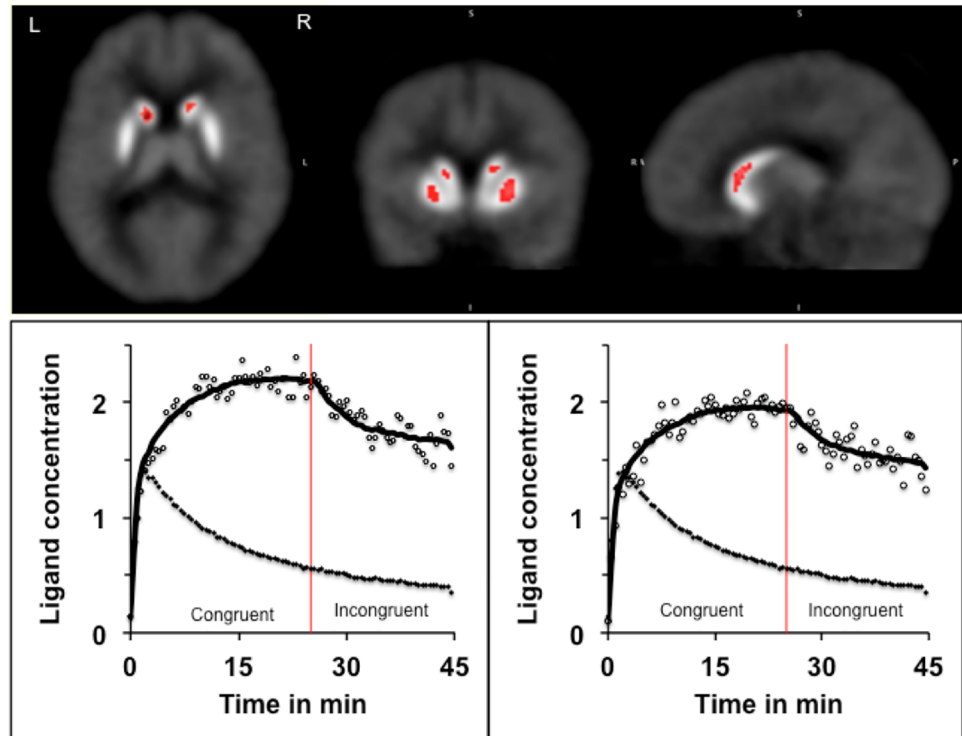 L
R
S
S
L
R
P
I
I
Ligand concentration
2
1
0
Congruent
Incongruent
0 15 30 45
Time in min
Ligand concentration
2
1
0
Congruent
Incongruent
0 15 30 45
Time in min